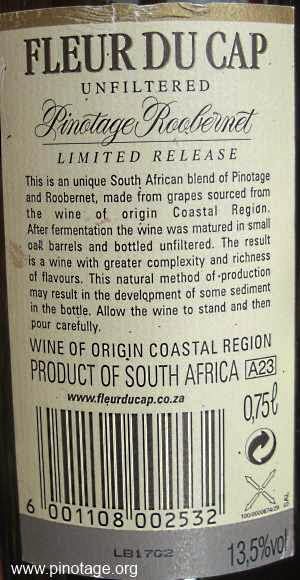 FLEUR DU CAP
UNFILTERED
Pinotage Roobernet
LIMITED RELEASE
This is an unique South African blend of Pinotage
and Roobernet, made from grapes sourced from
the wine of origin Coastal Region.
After fermentation the wine was matured in small
oak barrels and bottled unfiltered. The result
is a wine with greater complexity and richness
of flavours. This natural method of production
may result in the development of some sediment
in the bottle. Allow the wine to stand and then
pour carefully.
WINE OF ORIGIN COASTAL REGION
PRODUCT OF SOUTH AFRICA A23
www.fleurducap.co.za
0,75ℓ
6 001108 002532
SAL
LB1702
13,5%vol
www.pinotage.org